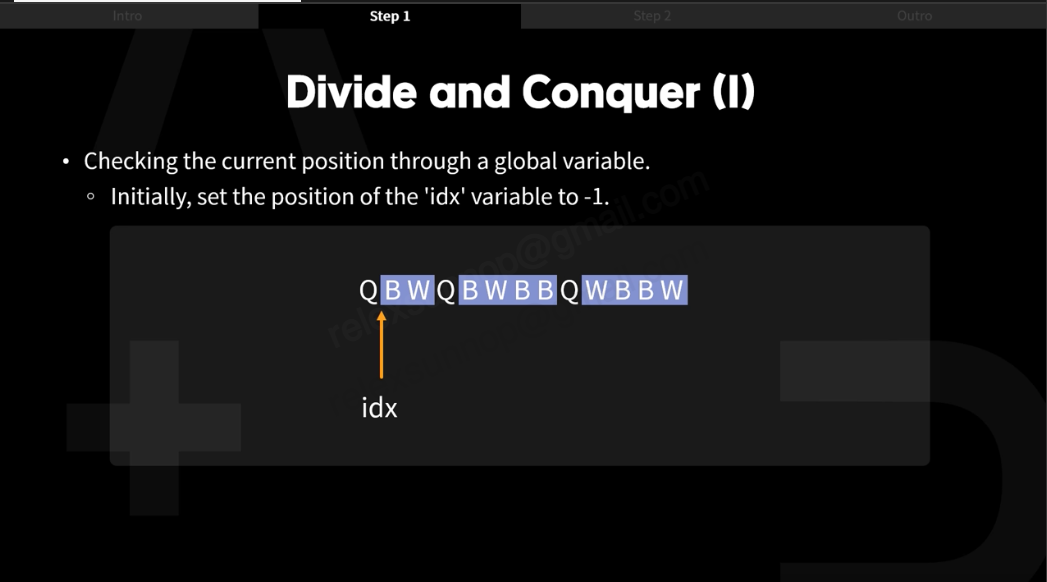 Intro Step 1 Step 2 Outro
Divide and Conquer (I)
• Checking the current position through a global variable.
◦ Initially, set the position of the 'idx' variable to -1.
Q B W Q B W B B Q W B B W
idx